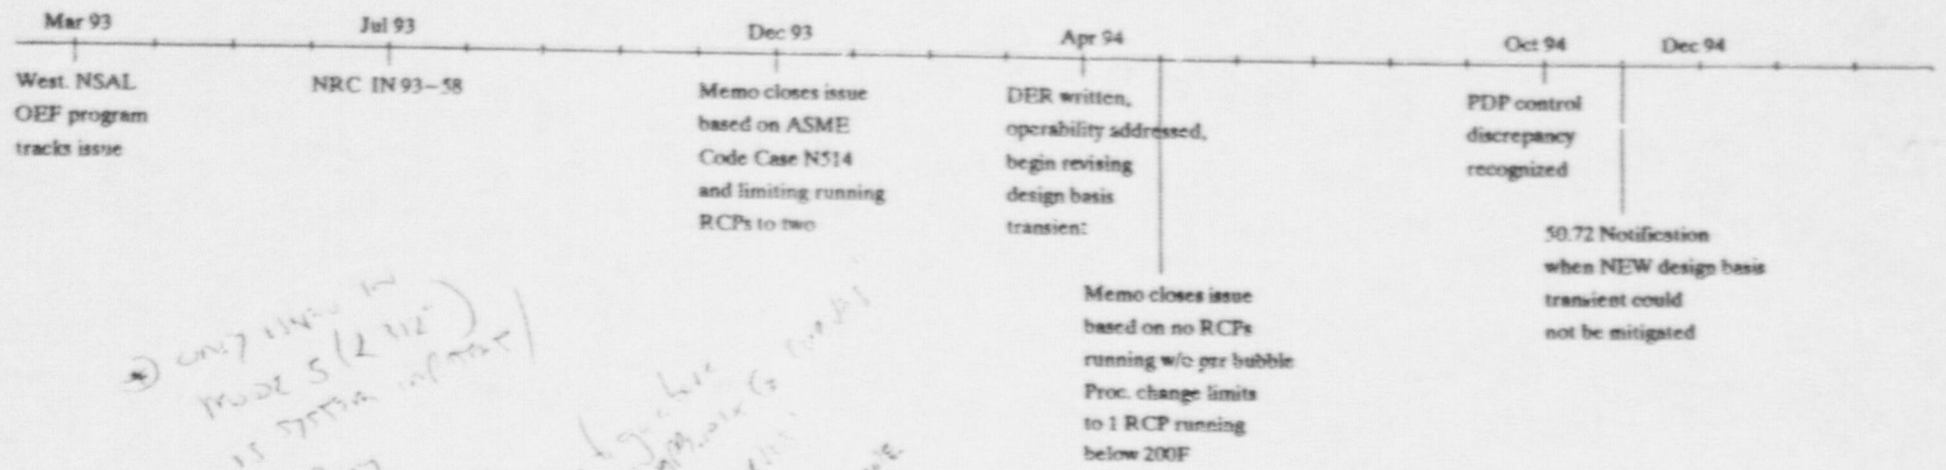 Mar 93
Jul 93
Dec 93
Apr 94
Oct 94
Dec 94
West. NSAL
OEF program
tracks issue
NRC IN 93-58
Memo closes issue
based on ASME
Code Case N514
and limiting running
RCPs to two
DER written,
operability addressed,
begin revising
design basis
transient
Memo closes issue
based on no RCPs
running w/o pzr bubble
Proc. change limits
to 1 RCP running
below 200F
PDP control
discrepancy
recognized
50.72 Notification
when NEW design basis
transient could
not be mitigated